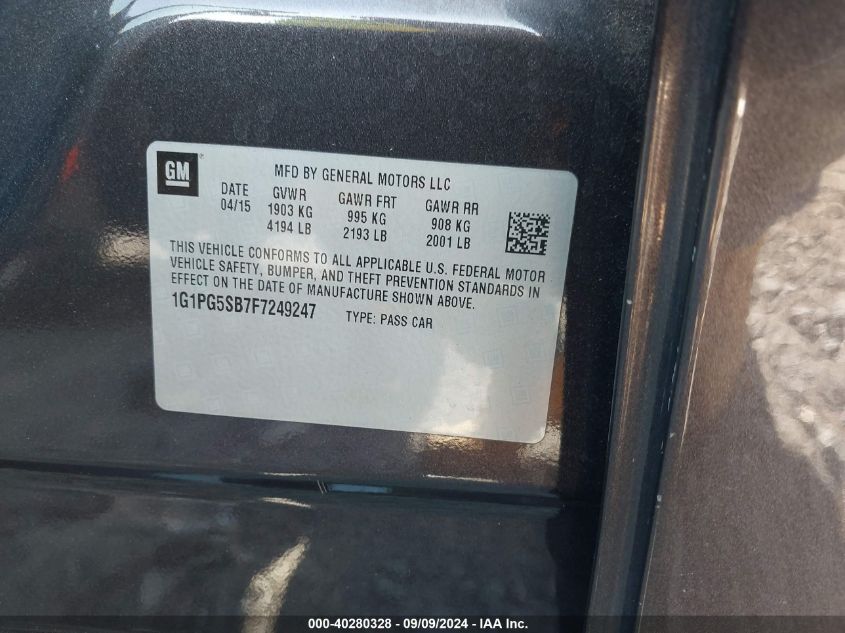 GM
MFD BY GENERAL MOTORS LLC
DATE GVWR GAWR FRT GAWR RR
04/15 1903 KG 995 KG 908 KG
4194 LB 2193 LB 2001 LB
THIS VEHICLE CONFORMS TO ALL APPLICABLE U.S. FEDERAL MOTOR
VEHICLE SAFETY, BUMPER, AND THEFT PREVENTION STANDARDS IN
EFFECT ON THE DATE OF MANUFACTURE SHOWN ABOVE.
1G1PG5SB7F7249247 TYPE: PASS CAR
000-40280328 - 09/09/2024 - IAA Inc.